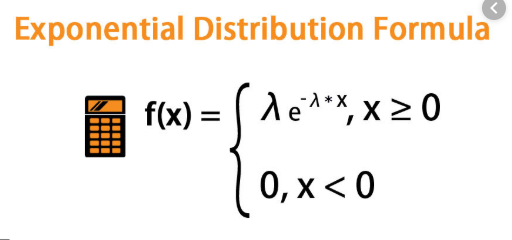 Exponential Distribution Formula
f(x) = { λ e^-λ*x, x ≥ 0
0, x < 0